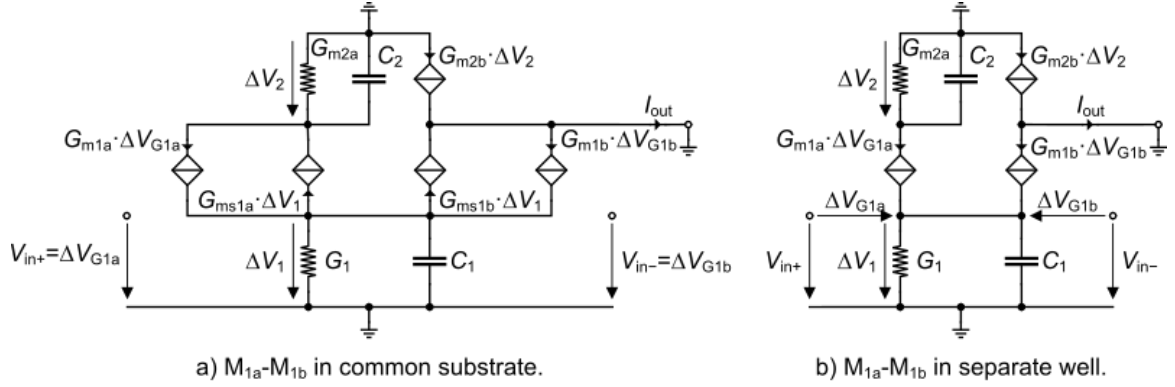 G_m2a C_2 G_m2b·ΔV_2
ΔV_2
I_out
G_m1a·ΔV_G1a G_m1b·ΔV_G1b
G_ms1a·ΔV_1 G_ms1b·ΔV_1
V_in+=ΔV_G1a ΔV_1 G_1 C_1 V_in−=ΔV_G1b
a) M_1a-M_1b in common substrate.
G_m2a C_2 G_m2b·ΔV_2
ΔV_2
I_out
G_m1a·ΔV_G1a G_m1b·ΔV_G1b
ΔV_G1a ΔV_G1b
V_in+ ΔV_1 G_1 C_1 V_in−
b) M_1a-M_1b in separate well.